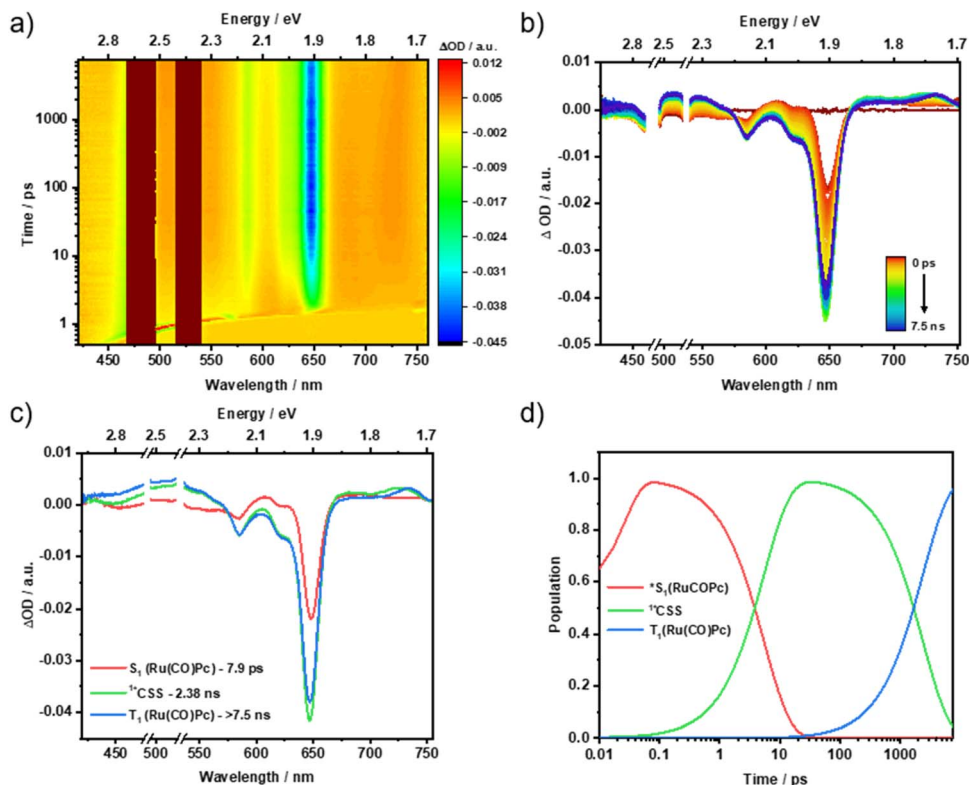 a)
Energy / eV
2.8 2.6 2.4 2.3 2.1 2.0 1.9 1.8 1.7
ΔOD / a.u.
0.012
0.005
-0.002
-0.009
-0.017
-0.024
-0.031
-0.038
-0.045
Time / ps
1000
100
10
1
450 500 550 600 650 700 750
Wavelength / nm
b)
Energy / eV
2.8 2.5 2.3 2.1 1.9 1.8 1.7
Δ OD / a.u.
0.01
0.00
-0.01
-0.02
-0.03
-0.04
-0.05
0 ps
7.5 ns
450 500 550 600 650 700 750
Wavelength / nm
c)
Energy / eV
2.8 2.5 2.3 2.1 1.9 1.8 1.7
ΔOD / a.u.
0.01
0.00
-0.01
-0.02
-0.03
-0.04
S₁ (Ru(CO)Pc) - 7.9 ps
¹*CSS - 2.38 ns
T₁ (Ru(CO)Pc) - >7.5 ns
450 500 550 600 650 700 750
Wavelength / nm
d)
Population
1.0
0.8
0.6
0.4
0.2
0.0
*S₁(RuCOPc)
¹*CSS
T₁(Ru(CO)Pc)
0.01 0.1 1 10 100 1000
Time / ps